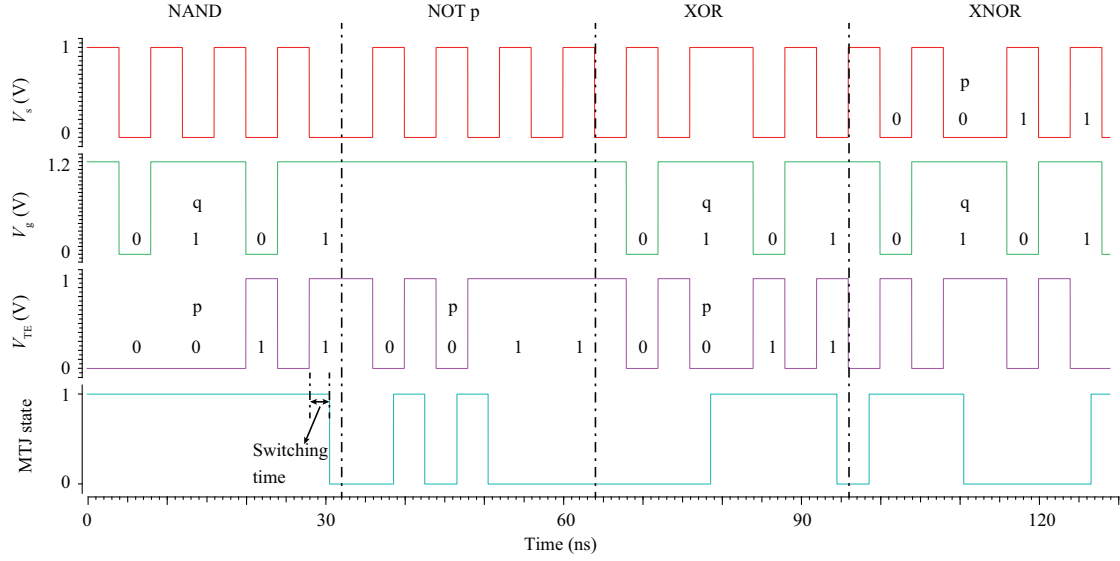 NAND NOT p XOR XNOR
1
V_s (V)
p
0 0 1 1
0
1.2
V_g (V)
q q q
0 1 0 1 0 1 0 1 0 1 0 1
0
1
V_TE (V)
p p p
0 0 1 1 0 0 1 1 0 0 1 1
0
1
MTJ state
Switching
time
0
0 30 60 90 120
Time (ns)